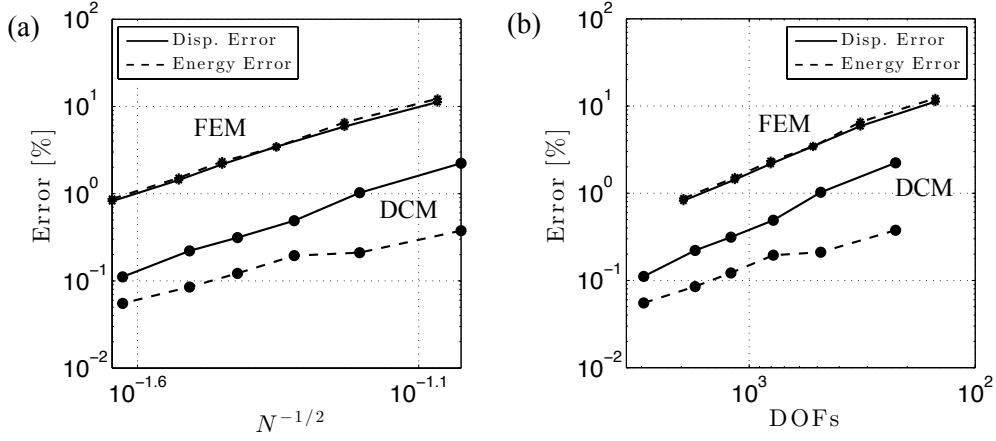 (a)
Error [%]
10^2
10^1
10^0
10^-1
10^-2
Disp. Error
Energy Error
FEM
DCM
10^-1.6
10^-1.1
N^-1/2
(b)
Error [%]
10^2
10^1
10^0
10^-1
10^-2
Disp. Error
Energy Error
FEM
DCM
10^3
10^2
DOFs